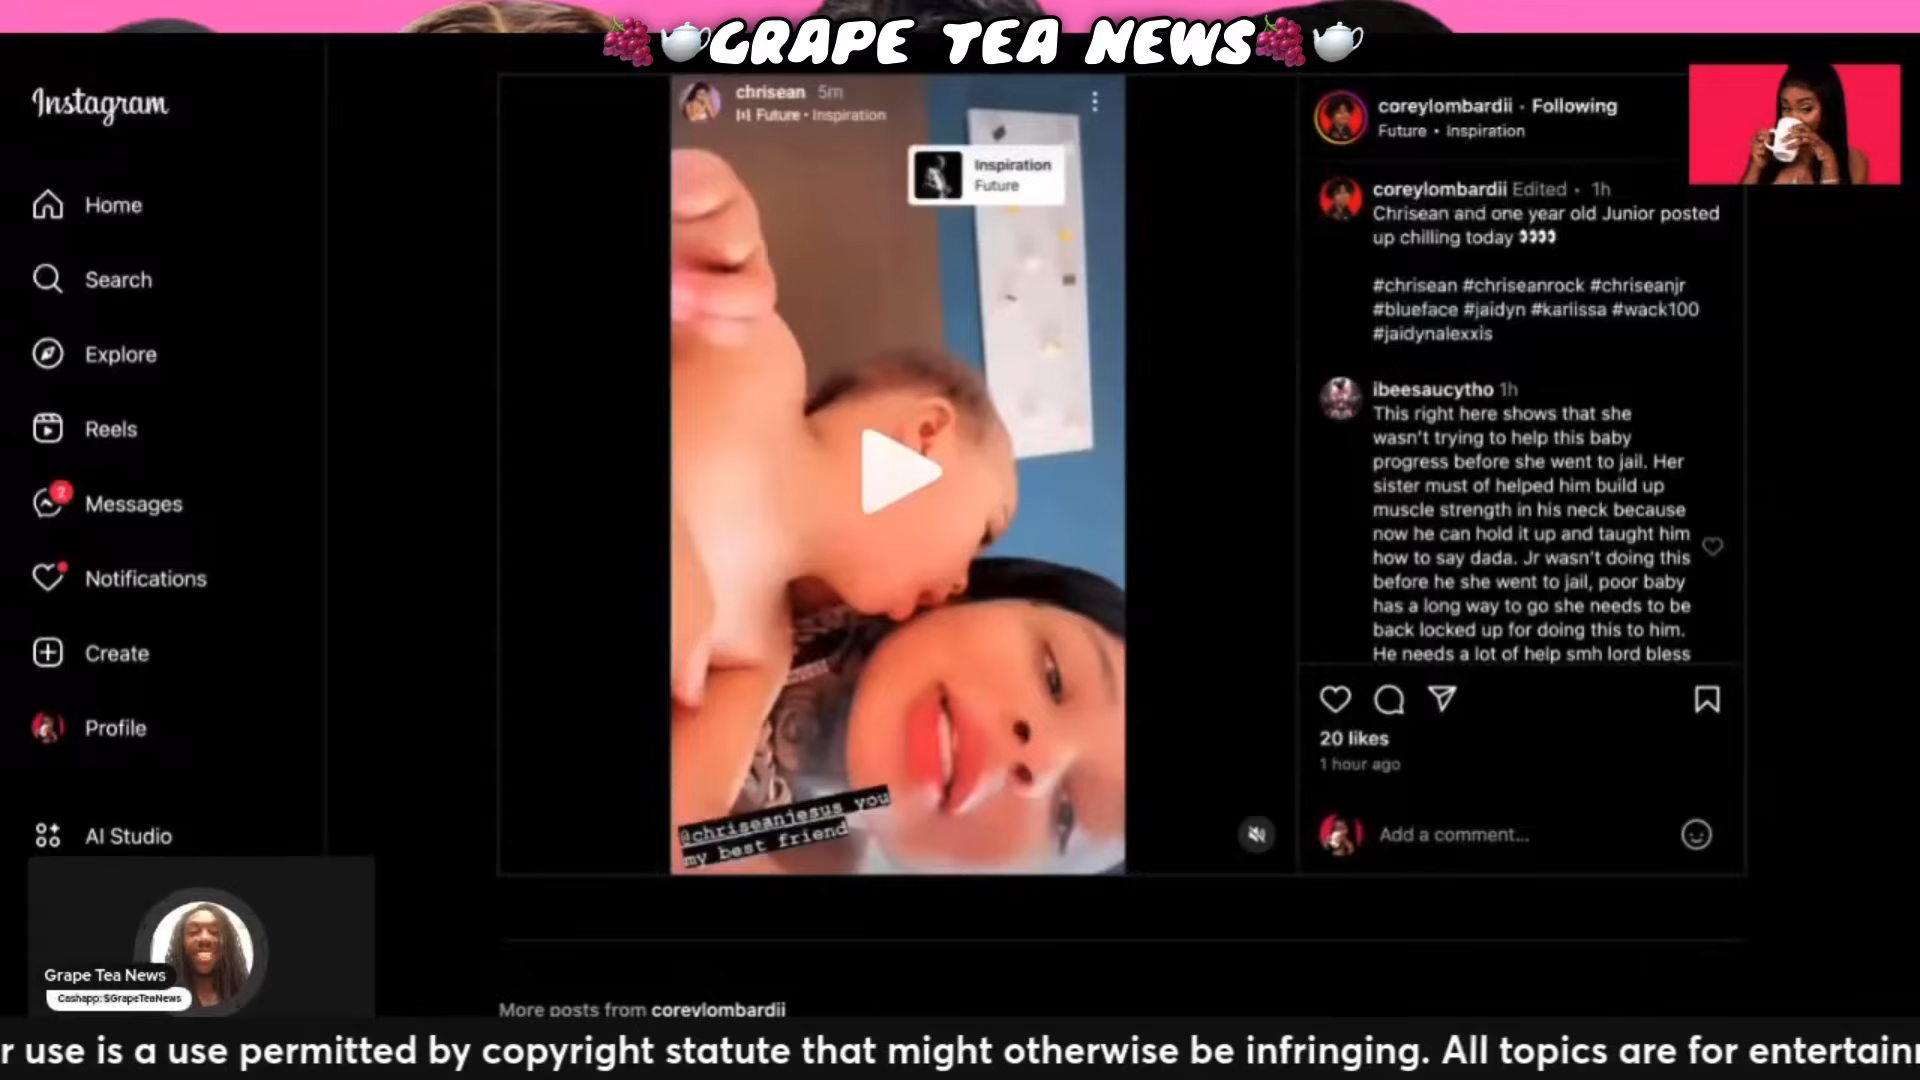 GRAPE TEA NEWS
Instagram
Home
Search
Explore
Reels
2
Messages
Notifications
Create
Profile
AI Studio
Grape Tea News
Cashapp: $GrapeTeaNews
chrisean 5m
Future • Inspiration
Inspiration
Future
@chriseanjesus you
my best friend
coreylombardii • Following
Future • Inspiration
coreylombardii Edited • 1h
Chrisean and one year old Junior posted
up chilling today
#chrisean #chriseanrock #chriseanjr
#blueface #jaidyn #karlissa #wack100
#jaidynalexxis
ibeesaucytho 1h
This right here shows that she
wasn't trying to help this baby
progress before she went to jail. Her
sister must of helped him build up
muscle strength in his neck because
now he can hold it up and taught him
how to say dada. Jr wasn't doing this
before he she went to jail, poor baby
has a long way to go she needs to be
back locked up for doing this to him.
He needs a lot of help smh lord bless
20 likes
1 hour ago
Add a comment...
More posts from coreylombardii
r use is a use permitted by copyright statute that might otherwise be infringing. All topics are for entertain